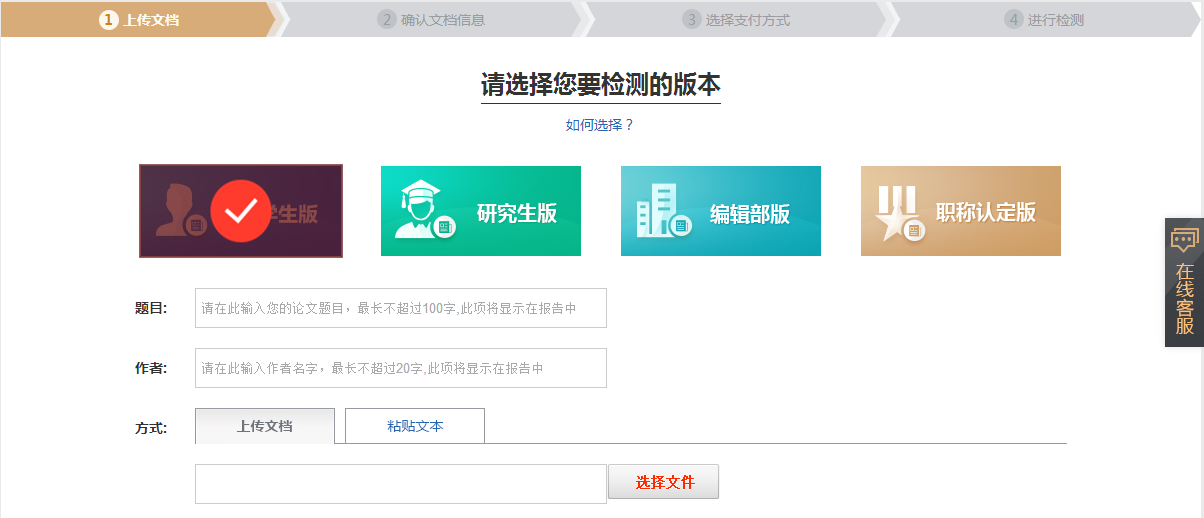 1 上传文档
2 确认文档信息
3 选择支付方式
4 进行检测
请选择您要检测的版本
如何选择？
学生版
研究生版
编辑部版
职称认定版
在线客服
题目:
请在此输入您的论文题目，最长不超过100字,此项将显示在报告中
作者:
请在此输入作者名字，最长不超过20字,此项将显示在报告中
方式:
上传文档
粘贴文本
选择文件